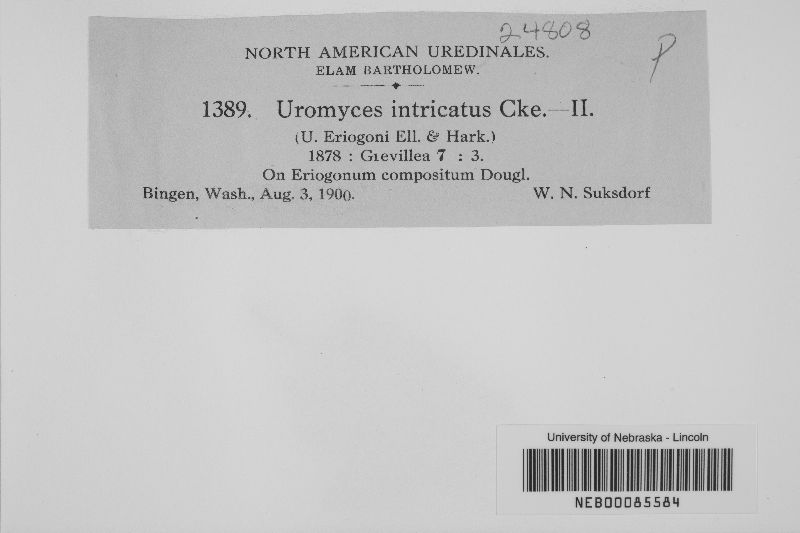 24808
P
NORTH AMERICAN UREDINALES.
ELAM BARTHOLOMEW.
1389. Uromyces intricatus Cke.—II.
(U. Eriogoni Ell. & Hark.)
1878 : Grevillea 7 : 3.
On Eriogonum compositum Dougl.
Bingen, Wash., Aug. 3, 1900. W. N. Suksdorf
University of Nebraska - Lincoln
NEB00085584